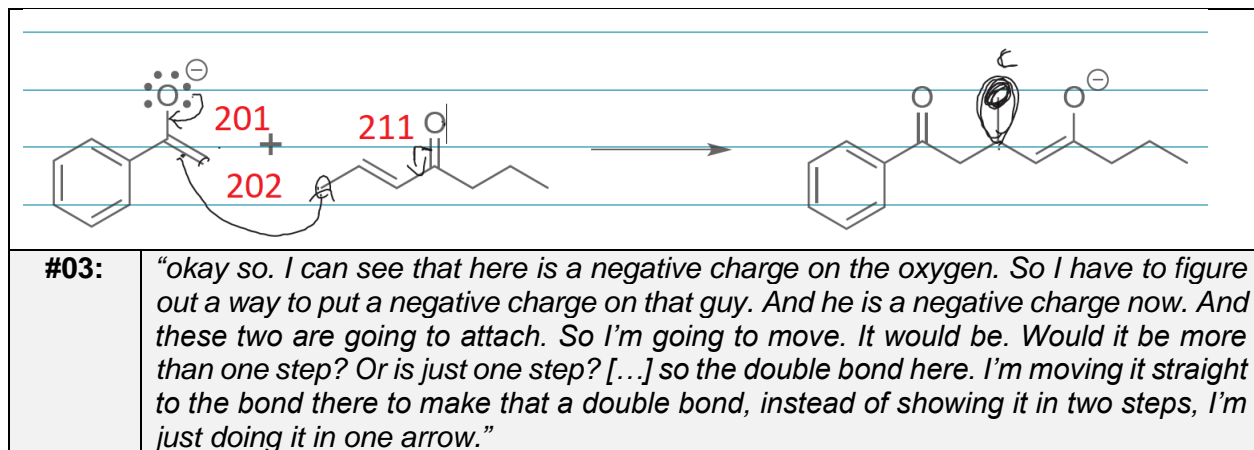 C
O
201
O
O
O
211
+
202
#03:
“okay so. I can see that here is a negative charge on the oxygen. So I have to figure
out a way to put a negative charge on that guy. And he is a negative charge now. And
these two are going to attach. So I’m going to move. It would be. Would it be more
than one step? Or is just one step? […] so the double bond here. I’m moving it straight
to the bond there to make that a double bond, instead of showing it in two steps, I’m
just doing it in one arrow.”